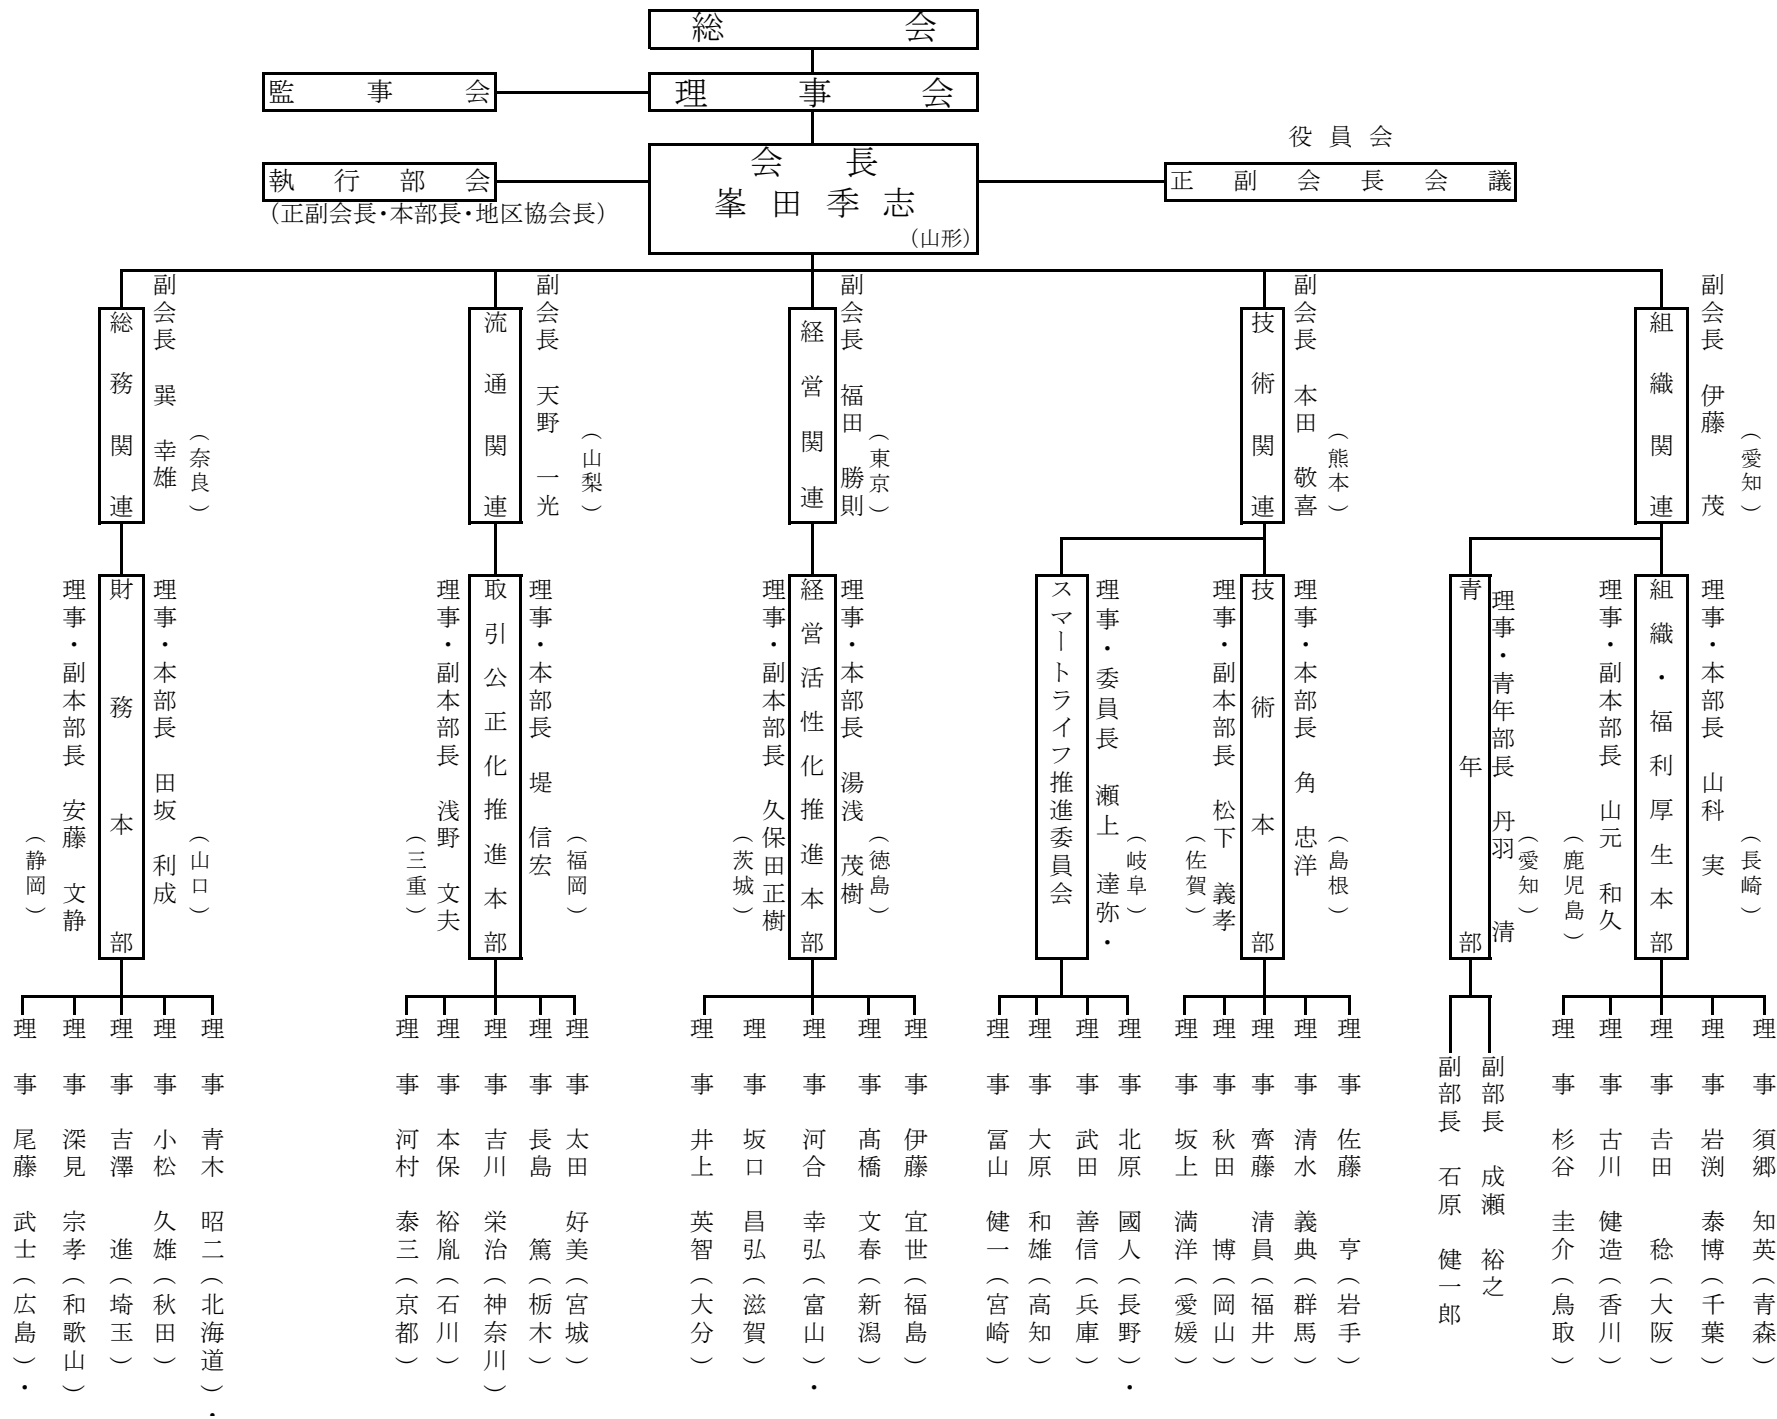 総会
監事会
理事会
役員会
執行部会
(正副会長・本部長・地区協会長)
会長
峯田季志
(山形)
正副会長会議
組織関連
副会長 伊藤 茂
(愛知)
技術関連
副会長 本田 敬喜
(熊本)
経営関連
副会長 福田 勝則
(東京)
流通関連
副会長 天野 一光
(山梨)
総務関連
副会長 巽 幸雄
(奈良)
組織・福利厚生本部
理事・本部長 山科 実
(長崎)
理事・副本部長 山元 和久
(鹿児島)
青年部
理事・青年部長 丹羽 清
(愛知)
技術本部
理事・本部長 角 忠洋
(島根)
理事・副本部長 松下 義孝
(佐賀)
スマートライフ推進委員会
理事・委員長 瀬上 達弥・
(岐阜)
経営活性化推進本部
理事・本部長 湯浅 茂樹
(徳島)
理事・副本部長 久保田正樹
(茨城)
取引公正化推進本部
理事・本部長 堤 信宏
(福岡)
理事・副本部長 浅野 文夫
(三重)
財務本部
理事・本部長 田坂 利成
(山口)
理事・副本部長 安藤 文静
(静岡)
理事 須郷 知英(青森)
理事 岩渕 泰博(千葉)
理事 吉田 稔(大阪)
理事 古川 健造(香川)
理事 杉谷 圭介(鳥取)
副部長 成瀬 裕之
副部長 石原 健一郎
理事 佐藤 亨(岩手)
理事 清水 義典(群馬)
理事 齊藤 清員(福井)
理事 秋田 博(岡山)
理事 坂上 満洋(愛媛)
理事 北原 國人(長野)・
理事 武田 善信(兵庫)
理事 大原 和雄(高知)
理事 冨山 健一(宮崎)
理事 伊藤 宜世(福島)
理事 髙橋 文春(新潟)
理事 河合 幸弘(富山)・
理事 坂口 昌弘(滋賀)
理事 井上 英智(大分)
理事 太田 好美(宮城)
理事 長島 篤(栃木)
理事 吉川 栄治(神奈川)
理事 本保 裕胤(石川)
理事 河村 泰三(京都)
理事 青木 昭二(北海道)・
理事 小松 久雄(秋田)
理事 吉澤 進(埼玉)
理事 深見 宗孝(和歌山)
理事 尾藤 武士(広島)・